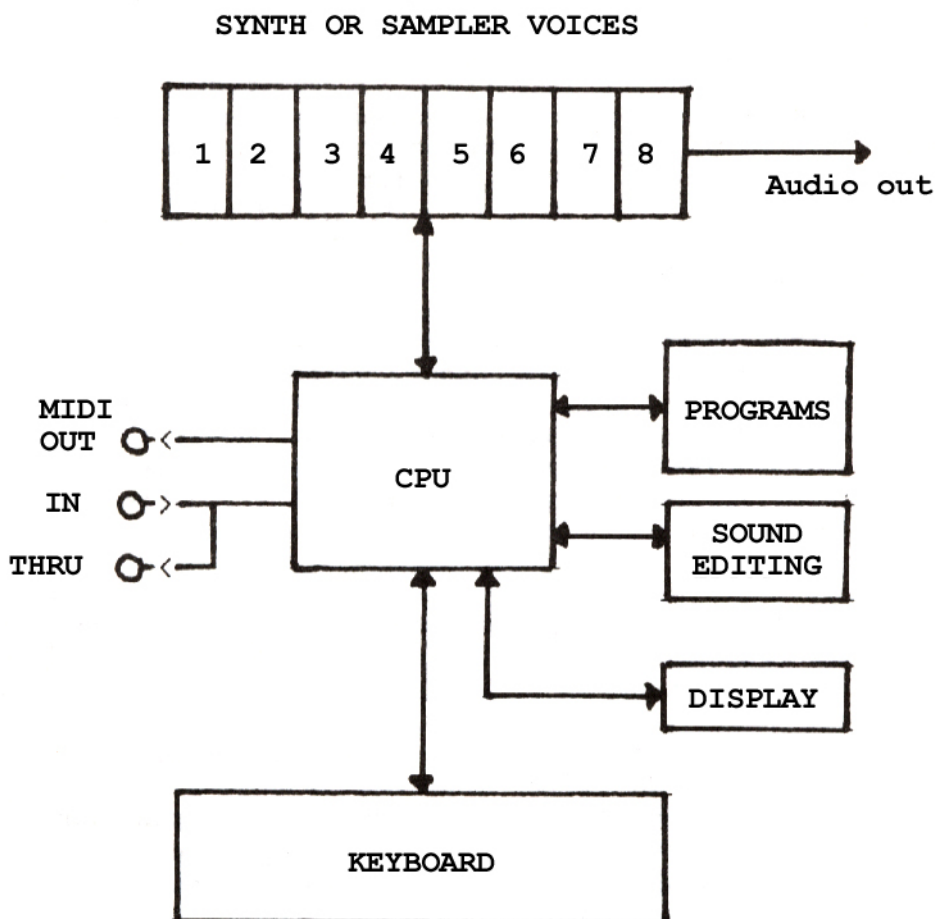 SYNTH OR SAMPLER VOICES
1 2 3 4 5 6 7 8
Audio out
MIDI
OUT
IN
THRU
CPU
PROGRAMS
SOUND
EDITING
DISPLAY
KEYBOARD